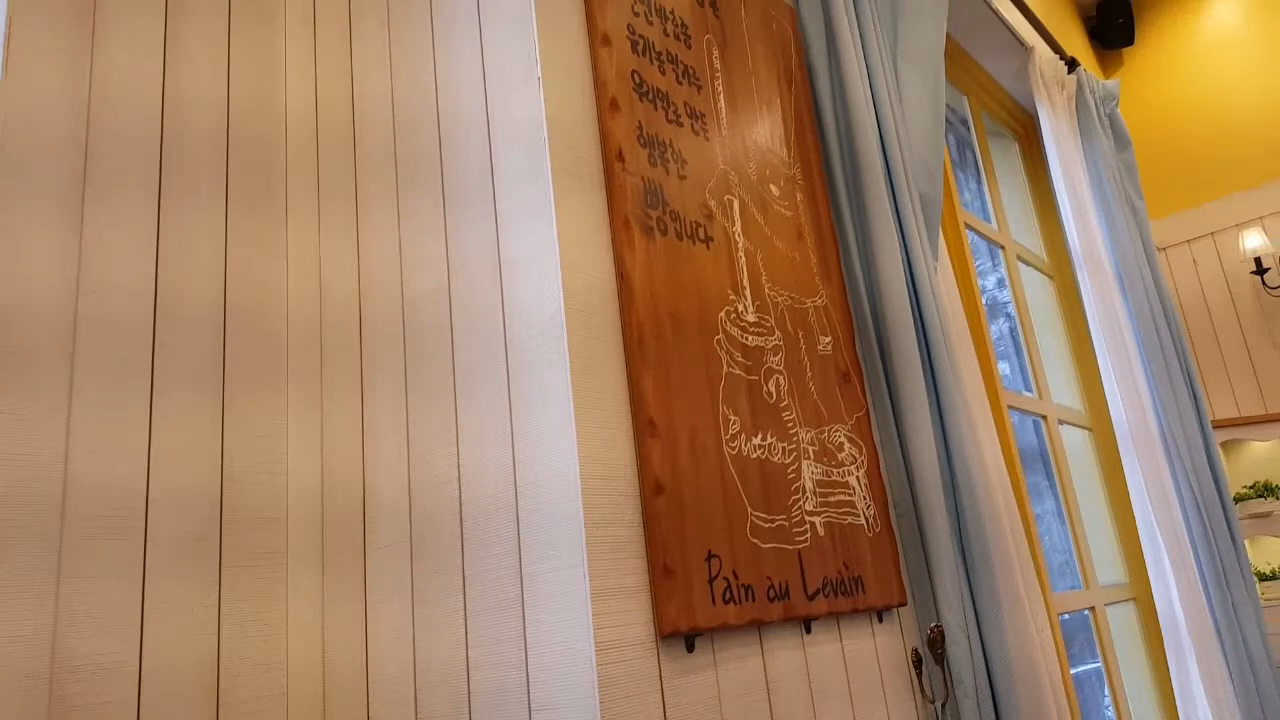 천연발효종
유기농밀가루
우리밀로 만든
행복한
빵입니다
Butter
Pain au Levain